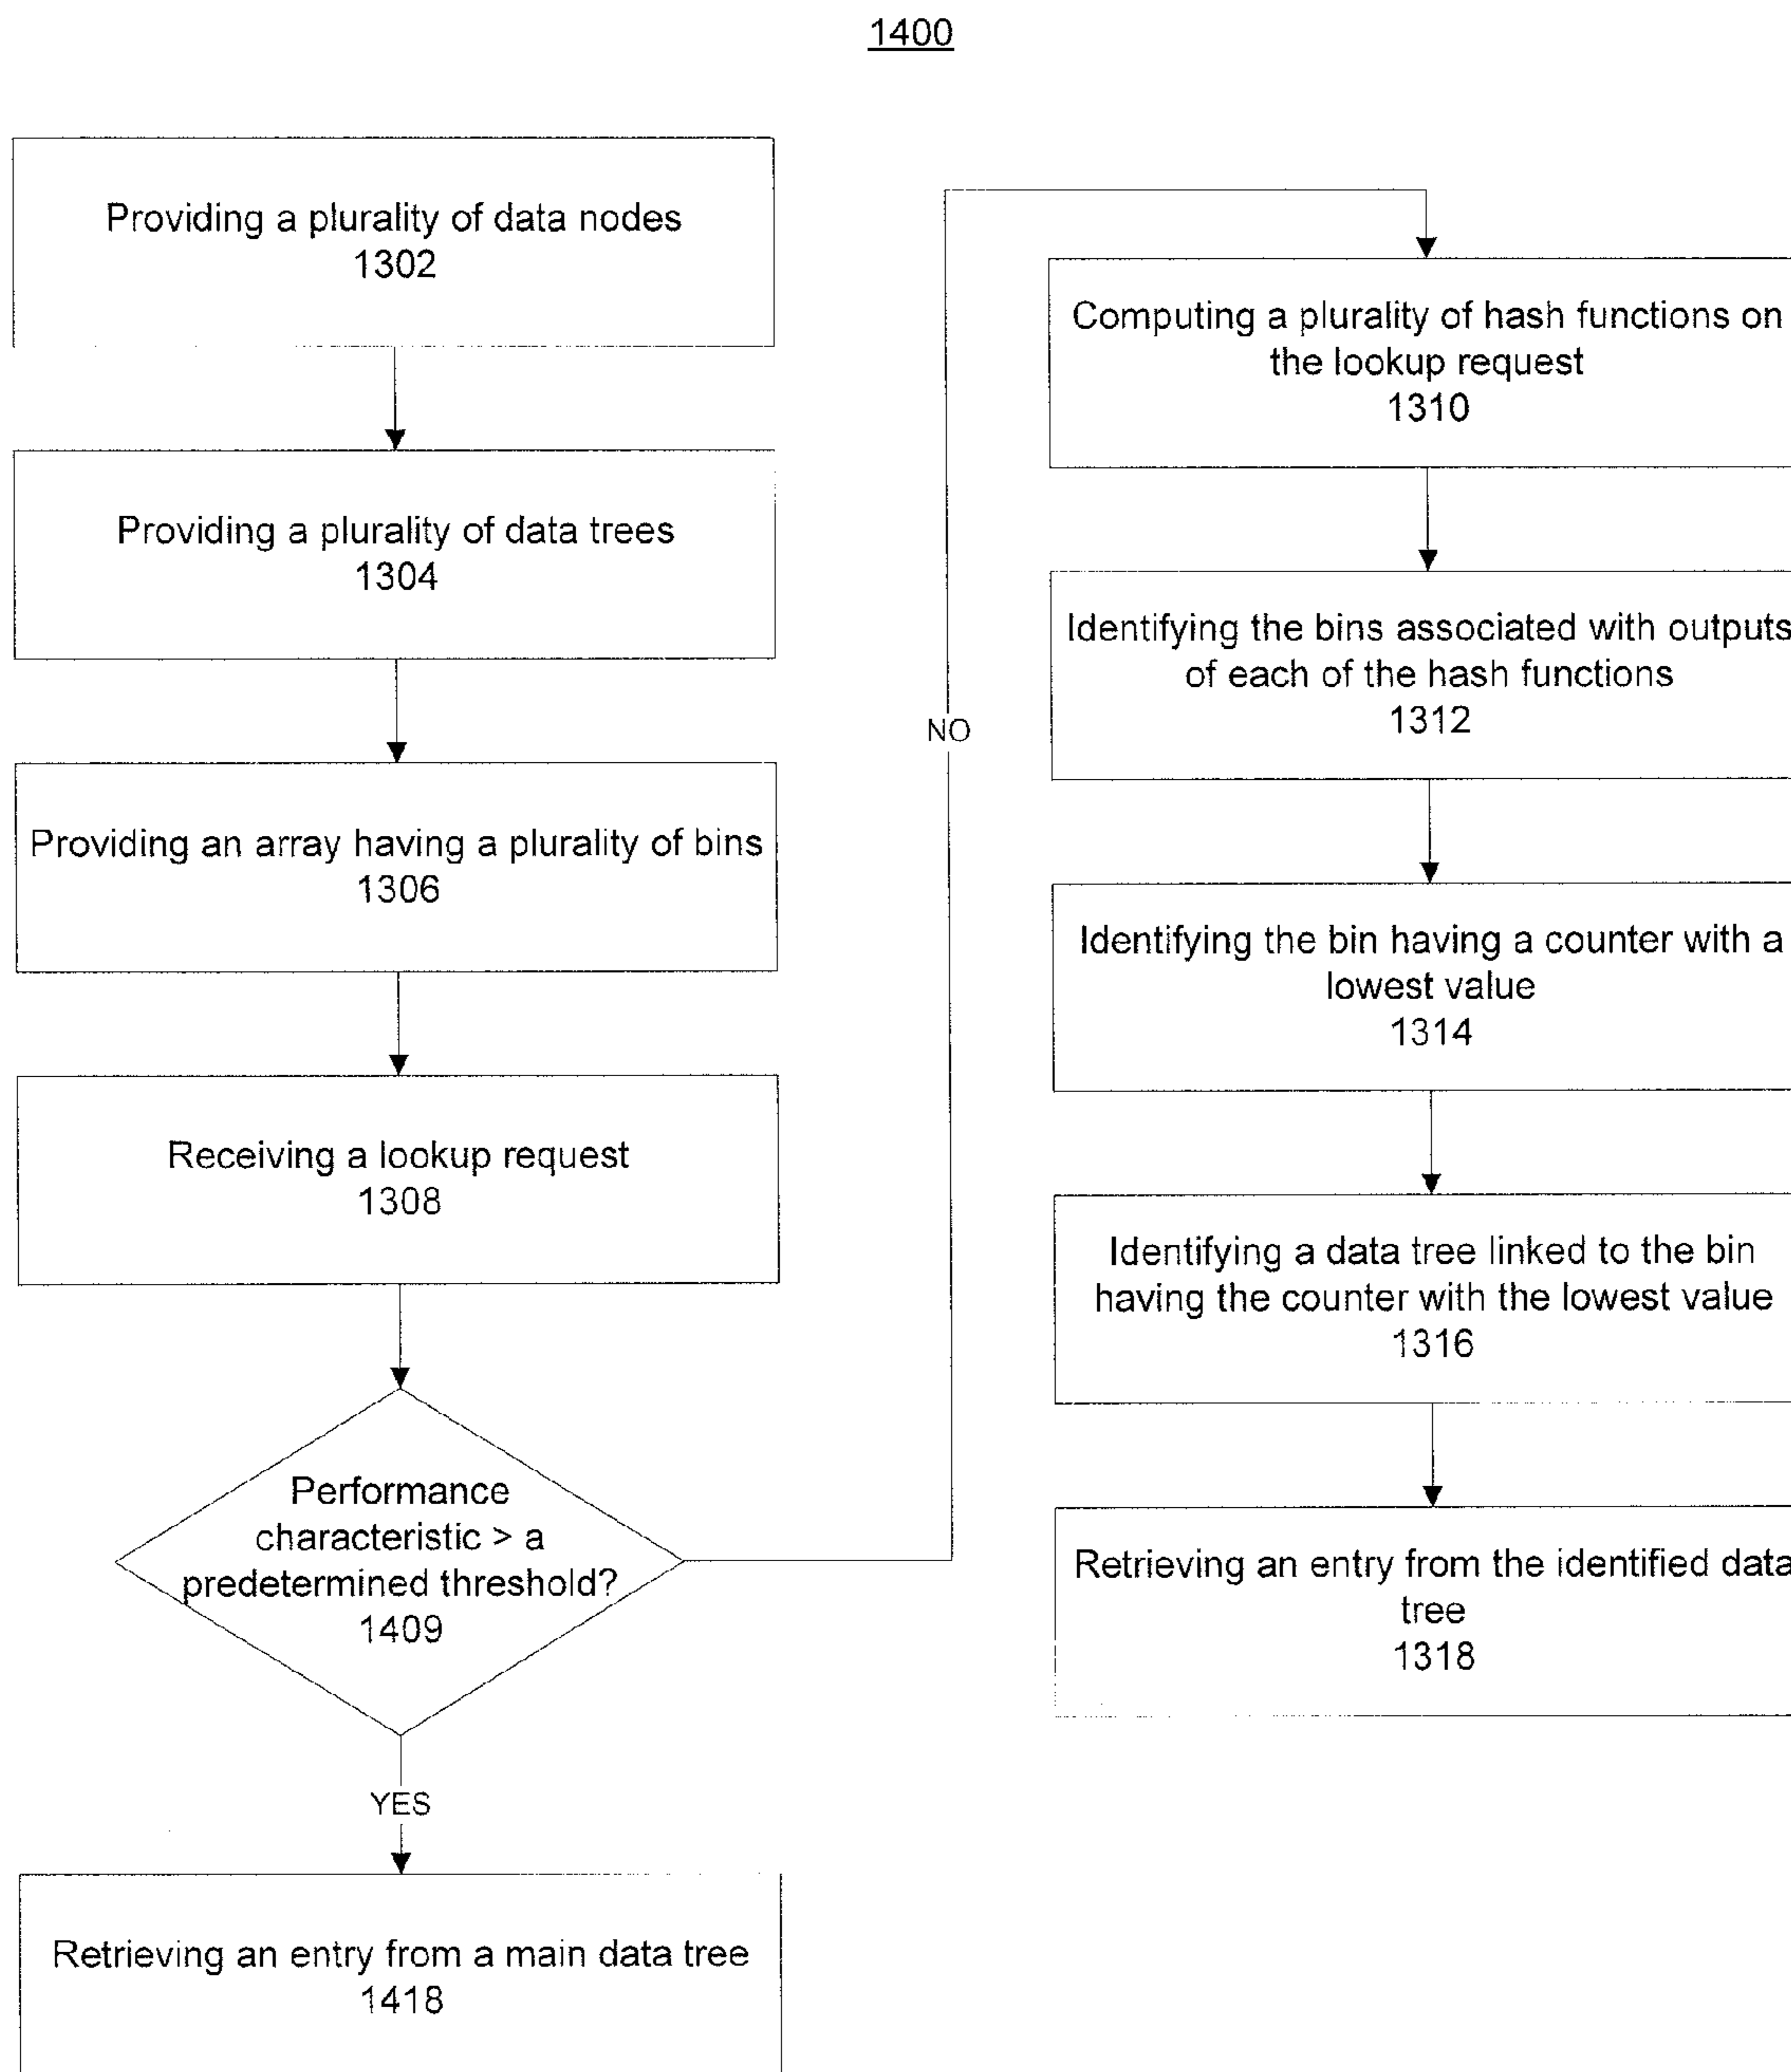 1400
Providing a plurality of data nodes
1302
Providing a plurality of data trees
1304
Providing an array having a plurality of bins
1306
Receiving a lookup request
1308
Performance
characteristic > a
predetermined threshold?
1409
YES
Retrieving an entry from a main data tree
1418
NO
Computing a plurality of hash functions on
the lookup request
1310
Identifying the bins associated with outputs
of each of the hash functions
1312
Identifying the bin having a counter with a
lowest value
1314
Identifying a data tree linked to the bin
having the counter with the lowest value
1316
Retrieving an entry from the identified data
tree
1318